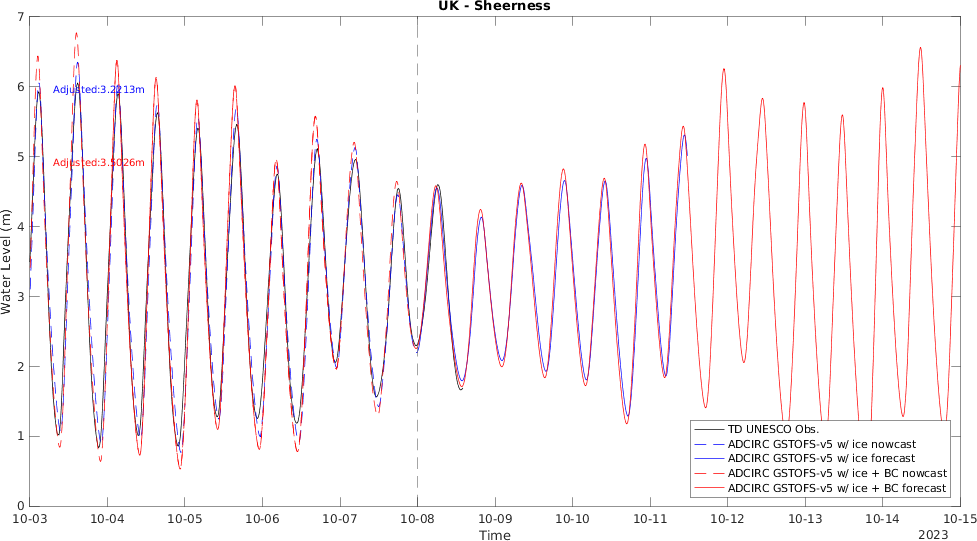 UK - Sheerness
7
6
5
4
3
2
1
0
Water Level (m)
Adjusted:3.2213m
Adjusted:3.5026m
TD UNESCO Obs.
ADCIRC GSTOFS-v5 w/ ice nowcast
ADCIRC GSTOFS-v5 w/ ice forecast
ADCIRC GSTOFS-v5 w/ ice + BC nowcast
ADCIRC GSTOFS-v5 w/ ice + BC forecast
10-03 10-04 10-05 10-06 10-07 10-08 10-09 10-10 10-11 10-12 10-13 10-14 10-15
Time
2023